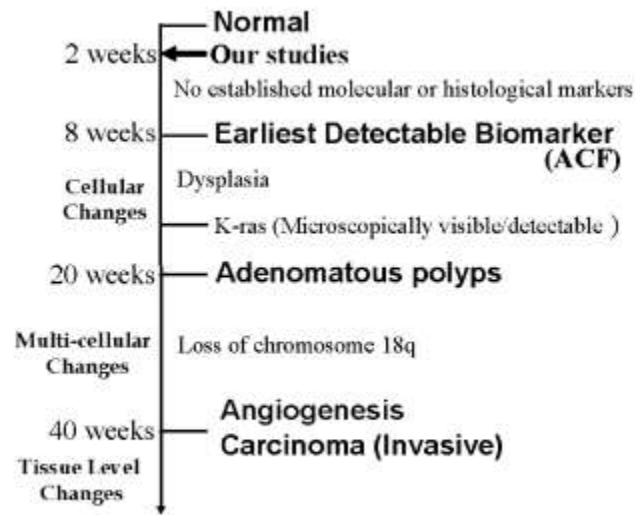 Normal
2 weeks Our studies
No established molecular or histological markers
8 weeks Earliest Detectable Biomarker
(ACF)
Cellular
Changes
Dysplasia
K-ras (Microscopically visible/detectable )
20 weeks Adenomatous polyps
Multi-cellular
Changes
Loss of chromosome 18q
Angiogenesis
40 weeks
Carcinoma (Invasive)
Tissue Level
Changes